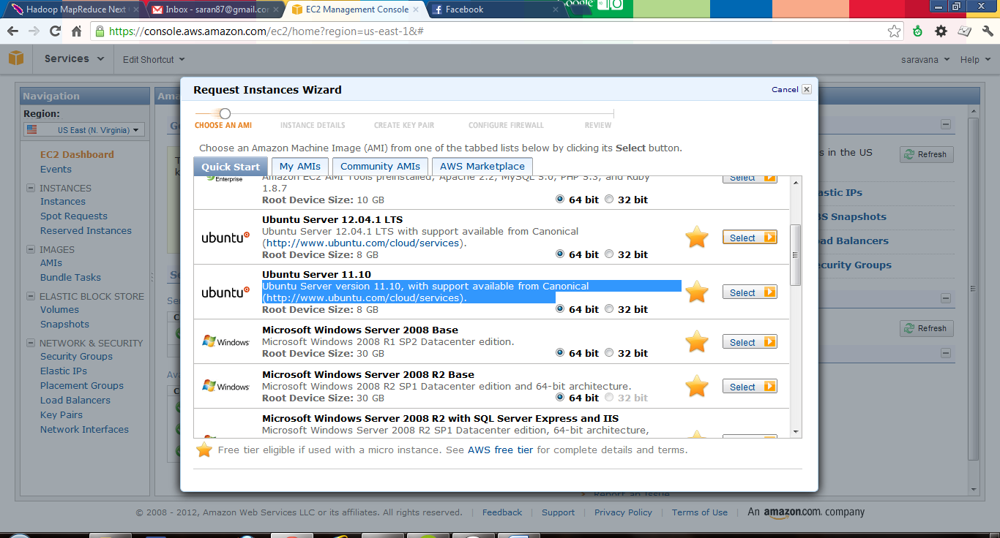 Hadoop MapReduce Next
Inbox - saran87@gmail.co
EC2 Management Console
Facebook
https://console.aws.amazon.com/ec2/home?region=us-east-1&#
Services
Edit Shortcut
saravana
Help
Navigation
Region:
US East (N. Virginia)
EC2 Dashboard
Events
INSTANCES
Instances
Spot Requests
Reserved Instances
IMAGES
AMIs
Bundle Tasks
ELASTIC BLOCK STORE
Volumes
Snapshots
NETWORK & SECURITY
Security Groups
Elastic IPs
Placement Groups
Load Balancers
Key Pairs
Network Interfaces
Request Instances Wizard
Cancel
CHOOSE AN AMI
INSTANCE DETAILS
CREATE KEY PAIR
CONFIGURE FIREWALL
REVIEW
Choose an Amazon Machine Image (AMI) from one of the tabbed lists below by clicking its Select button.
Quick Start
My AMIs
Community AMIs
AWS Marketplace
Enterprise
Amazon EC2 AMI Tools preinstalled, Apache 2.2, MySQL 5.0, PHP 5.3, and Ruby
1.8.7
Root Device Size: 10 GB
64 bit 32 bit
Select
Ubuntu Server 12.04.1 LTS
ubuntu
Ubuntu Server 12.04.1 LTS with support available from Canonical
(http://www.ubuntu.com/cloud/services).
Root Device Size: 8 GB
64 bit 32 bit
Select
Ubuntu Server 11.10
ubuntu
Ubuntu Server version 11.10, with support available from Canonical
(http://www.ubuntu.com/cloud/services).
Root Device Size: 8 GB
64 bit 32 bit
Select
Microsoft Windows Server 2008 Base
Windows
Microsoft Windows 2008 R1 SP2 Datacenter edition.
Root Device Size: 30 GB
64 bit 32 bit
Select
Microsoft Windows Server 2008 R2 Base
Windows
Microsoft Windows 2008 R2 SP1 Datacenter edition and 64-bit architecture.
Root Device Size: 30 GB
64 bit 32 bit
Select
Microsoft Windows Server 2008 R2 with SQL Server Express and IIS
Microsoft Windows Server 2008 R2 SP1 Datacenter edition, 64-bit architecture,
Free tier eligible if used with a micro instance. See AWS free tier for complete details and terms.
s in the US
Refresh
astic IPs
BS Snapshots
oad Balancers
ecurity Groups
Refresh
Report an Issue
© 2008 - 2012, Amazon Web Services LLC or its affiliates. All rights reserved.
Feedback
Support
Privacy Policy
Terms of Use
An amazon.com. company